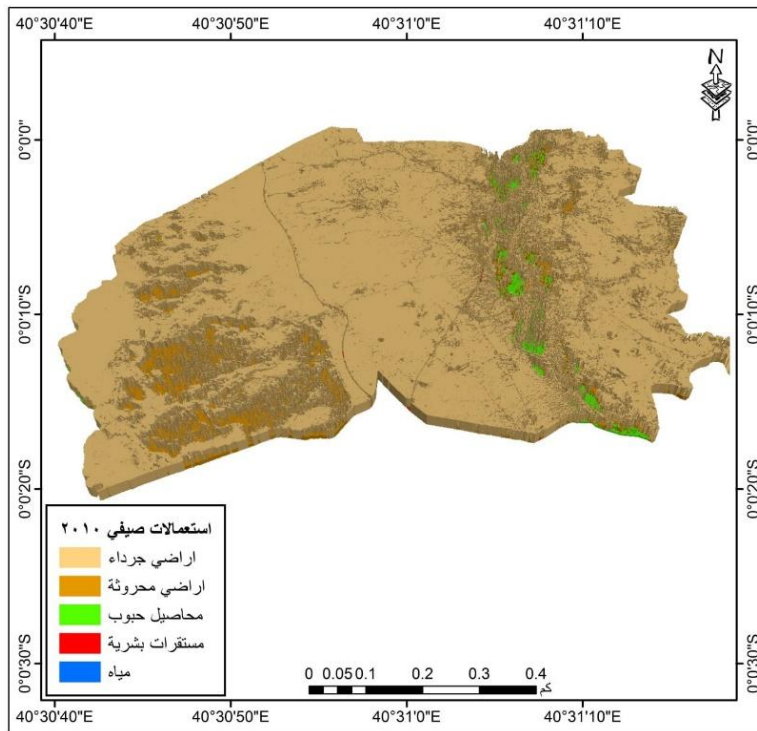 40°30'40"E 40°30'50"E 40°31'0"E 40°31'10"E
N
0°0'0" 0°0'0"
0°0'10"S 0°0'10"S
0°0'20"S 0°0'20"S
0°0'30"S 0°0'30"S
استعمالات صيفي ٢٠١٠
اراضي جرداء
اراضي محروثة
محاصيل حبوب
مستقرات بشرية
مياه
0 0.05 0.1 0.2 0.3 0.4
كم
40°30'40"E 40°30'50"E 40°31'0"E 40°31'10"E